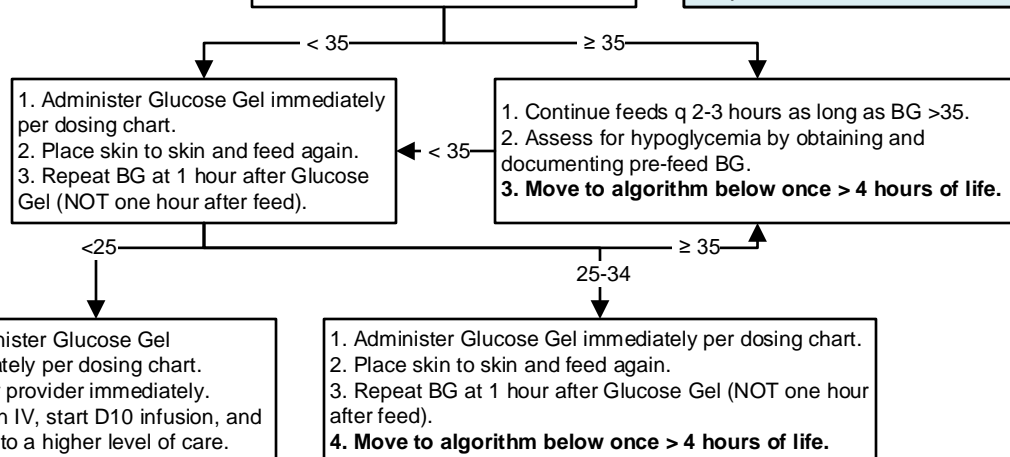 < 35
≥ 35
1. Administer Glucose Gel immediately
per dosing chart.
2. Place skin to skin and feed again.
3. Repeat BG at 1 hour after Glucose
Gel (NOT one hour after feed).
< 35
1. Continue feeds q 2-3 hours as long as BG >35.
2. Assess for hypoglycemia by obtaining and
documenting pre-feed BG.
3. Move to algorithm below once > 4 hours of life.
<25
≥ 35
25-34
Glucose Gel
per dosing chart.
provider immediately.
IV, start D10 infusion, and
to a higher level of care.
1. Administer Glucose Gel immediately per dosing chart.
2. Place skin to skin and feed again.
3. Repeat BG at 1 hour after Glucose Gel (NOT one hour
after feed).
4. Move to algorithm below once > 4 hours of life.